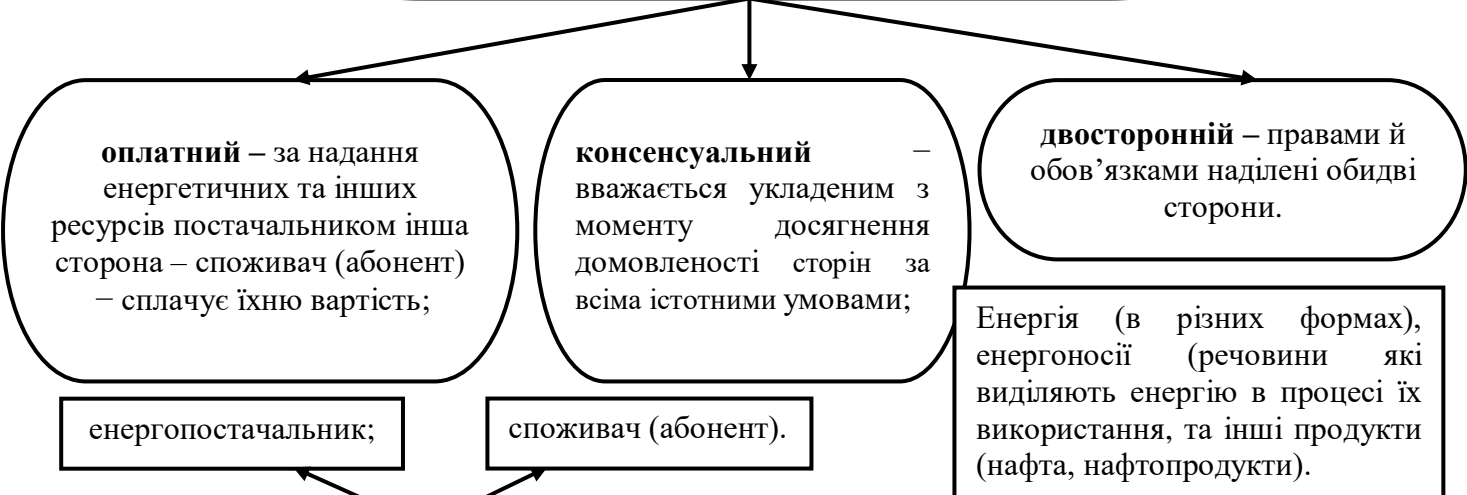 оплатний – за надання
енергетичних та інших
ресурсів постачальником інша
сторона – споживач (абонент)
− сплачує їхню вартість;
консенсуальний –
вважається укладеним з
моменту досягнення
домовленості сторін за
всіма істотними умовами;
двосторонній – правами й
обов’язками наділені обидві
сторони.
Енергія (в різних формах),
енергоносії (речовини які
виділяють енергію в процесі їх
використання, та інші продукти
(нафта, нафтопродукти).
енергопостачальник;
споживач (абонент).